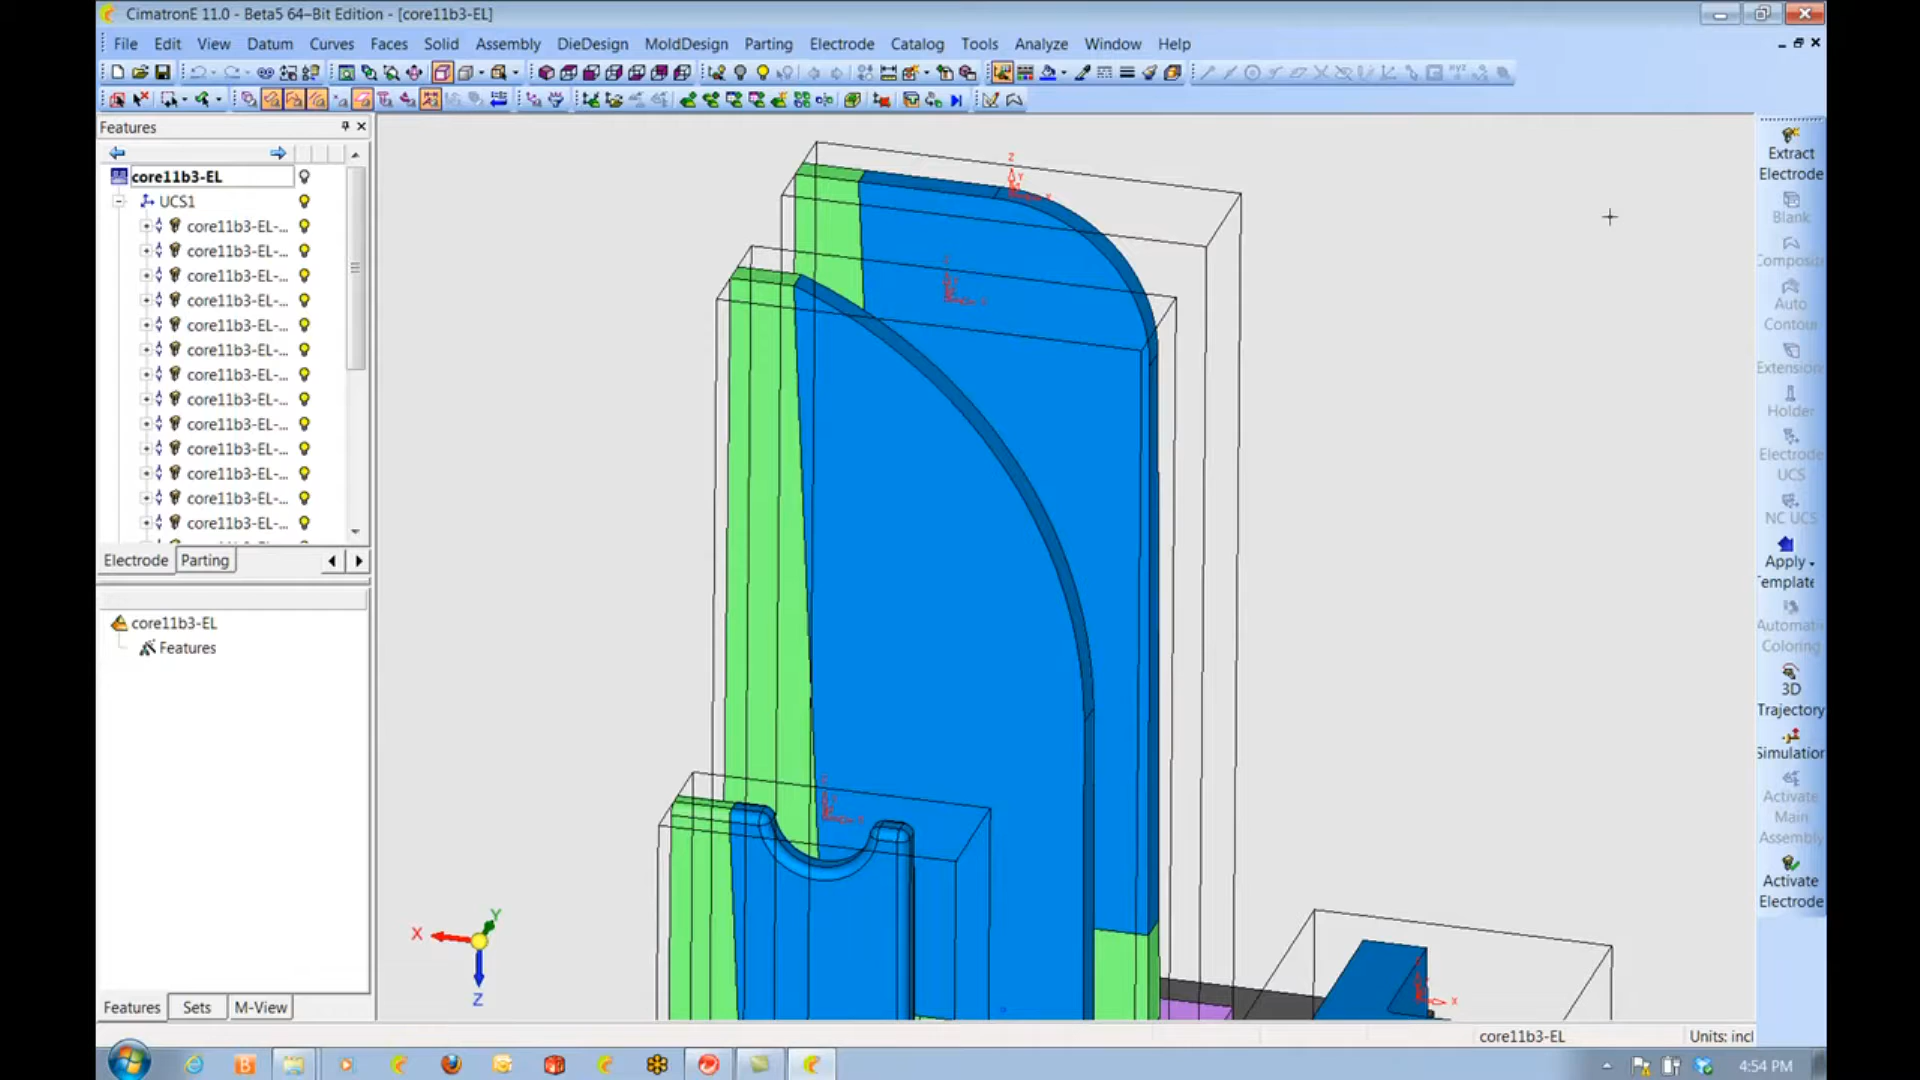 CimatronE 11.0 - Beta5 64-Bit Edition - [core11b3-EL]
File Edit View Datum Curves Faces Solid Assembly DieDesign MoldDesign Parting Electrode Catalog Tools Analyze Window Help
Features
core11b3-EL
UCS1
core11b3-EL-...
core11b3-EL-...
core11b3-EL-...
core11b3-EL-...
core11b3-EL-...
core11b3-EL-...
core11b3-EL-...
core11b3-EL-...
core11b3-EL-...
core11b3-EL-...
core11b3-EL-...
core11b3-EL-...
core11b3-EL-...
Electrode Parting
core11b3-EL
Features
Features Sets M-View
X
Y
Z
Extract
Electrode
Blank
Composit
Auto
Contour
Extension
Holder
Electrode
UCS
NC UCS
Apply
Template
Automati
Coloring
3D
Trajectory
Simulation
Activate
Main
Assembly
Activate
Electrode
core11b3-EL Units: incl
4:54 PM